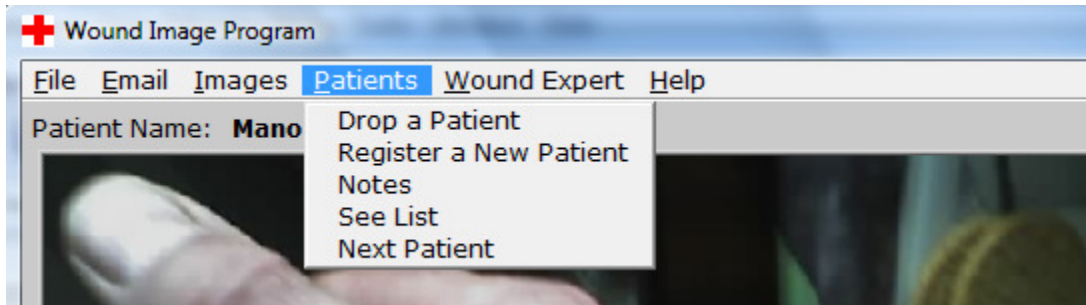 Wound Image Program
File Email Images Patients Wound Expert Help
Patient Name: Mano
Drop a Patient
Register a New Patient
Notes
See List
Next Patient